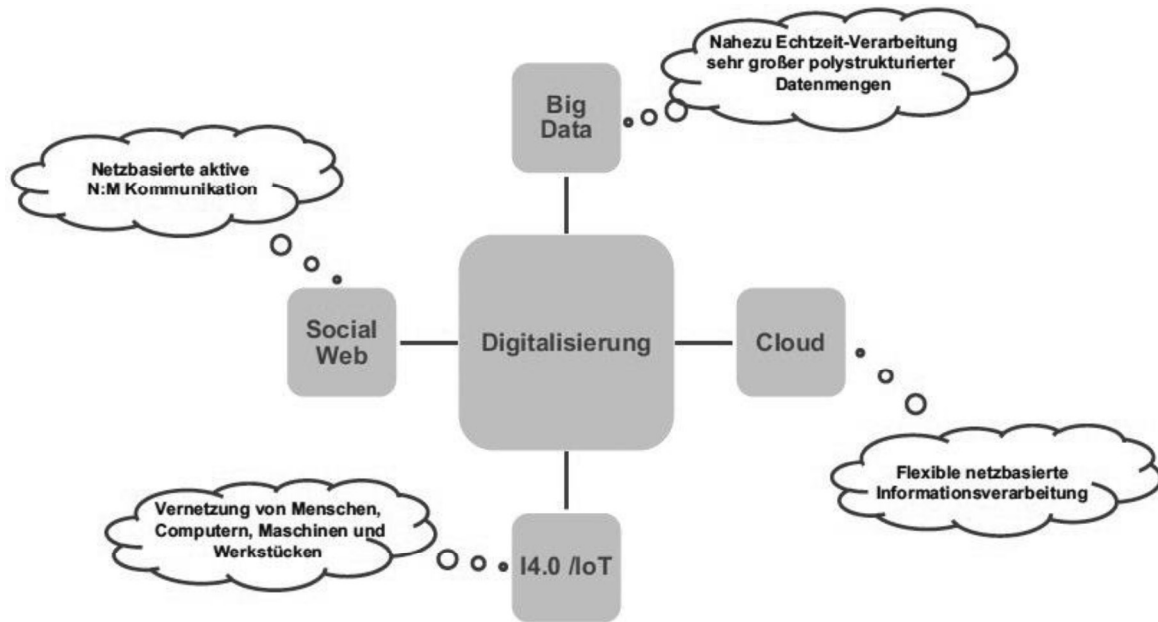 Nahezu Echtzeit-Verarbeitung
sehr großer polystrukturierter
Datenmengen
Big
Data
Netzbasierte aktive
N:M Kommunikation
Social
Web
Digitalisierung
Cloud
Flexible netzbasierte
Informationsverarbeitung
Vernetzung von Menschen,
Computern, Maschinen und
Werkstücken
I4.0 /IoT